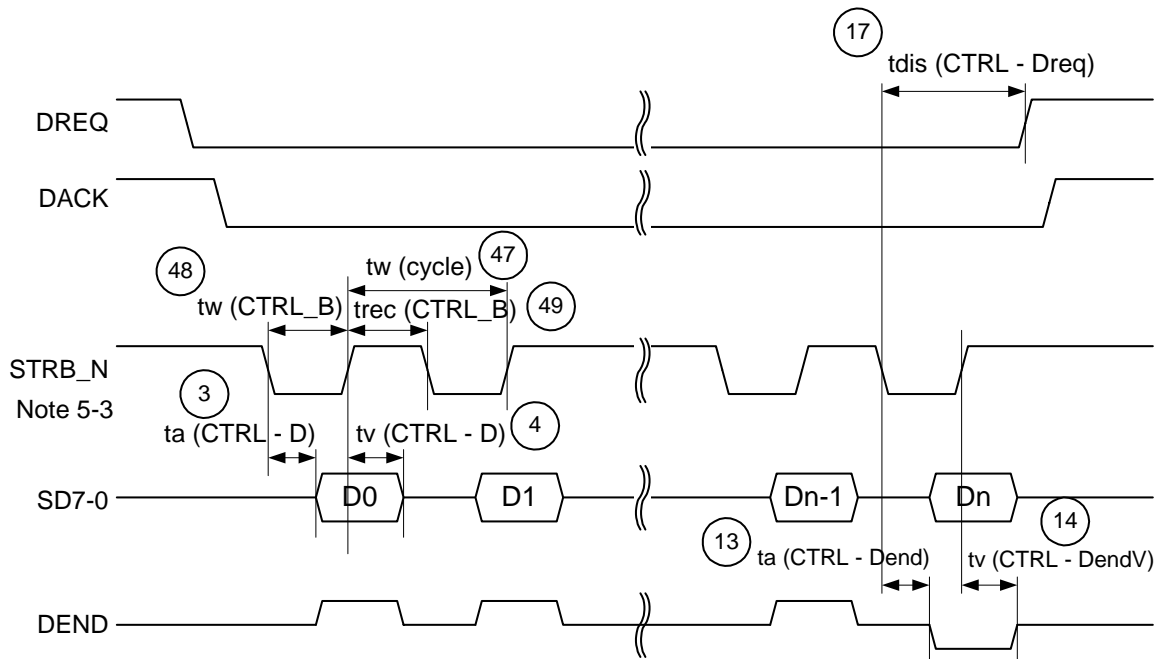 17
tdis (CTRL - Dreq)
DREQ
DACK
48
tw (cycle)
47
tw (CTRL_B)
trec (CTRL_B)
49
STRB_N
Note 5-3
3
ta (CTRL - D)
tv (CTRL - D)
4
SD7-0
D0
D1
Dn-1
Dn
13
ta (CTRL - Dend)
14
tv (CTRL - DendV)
DEND